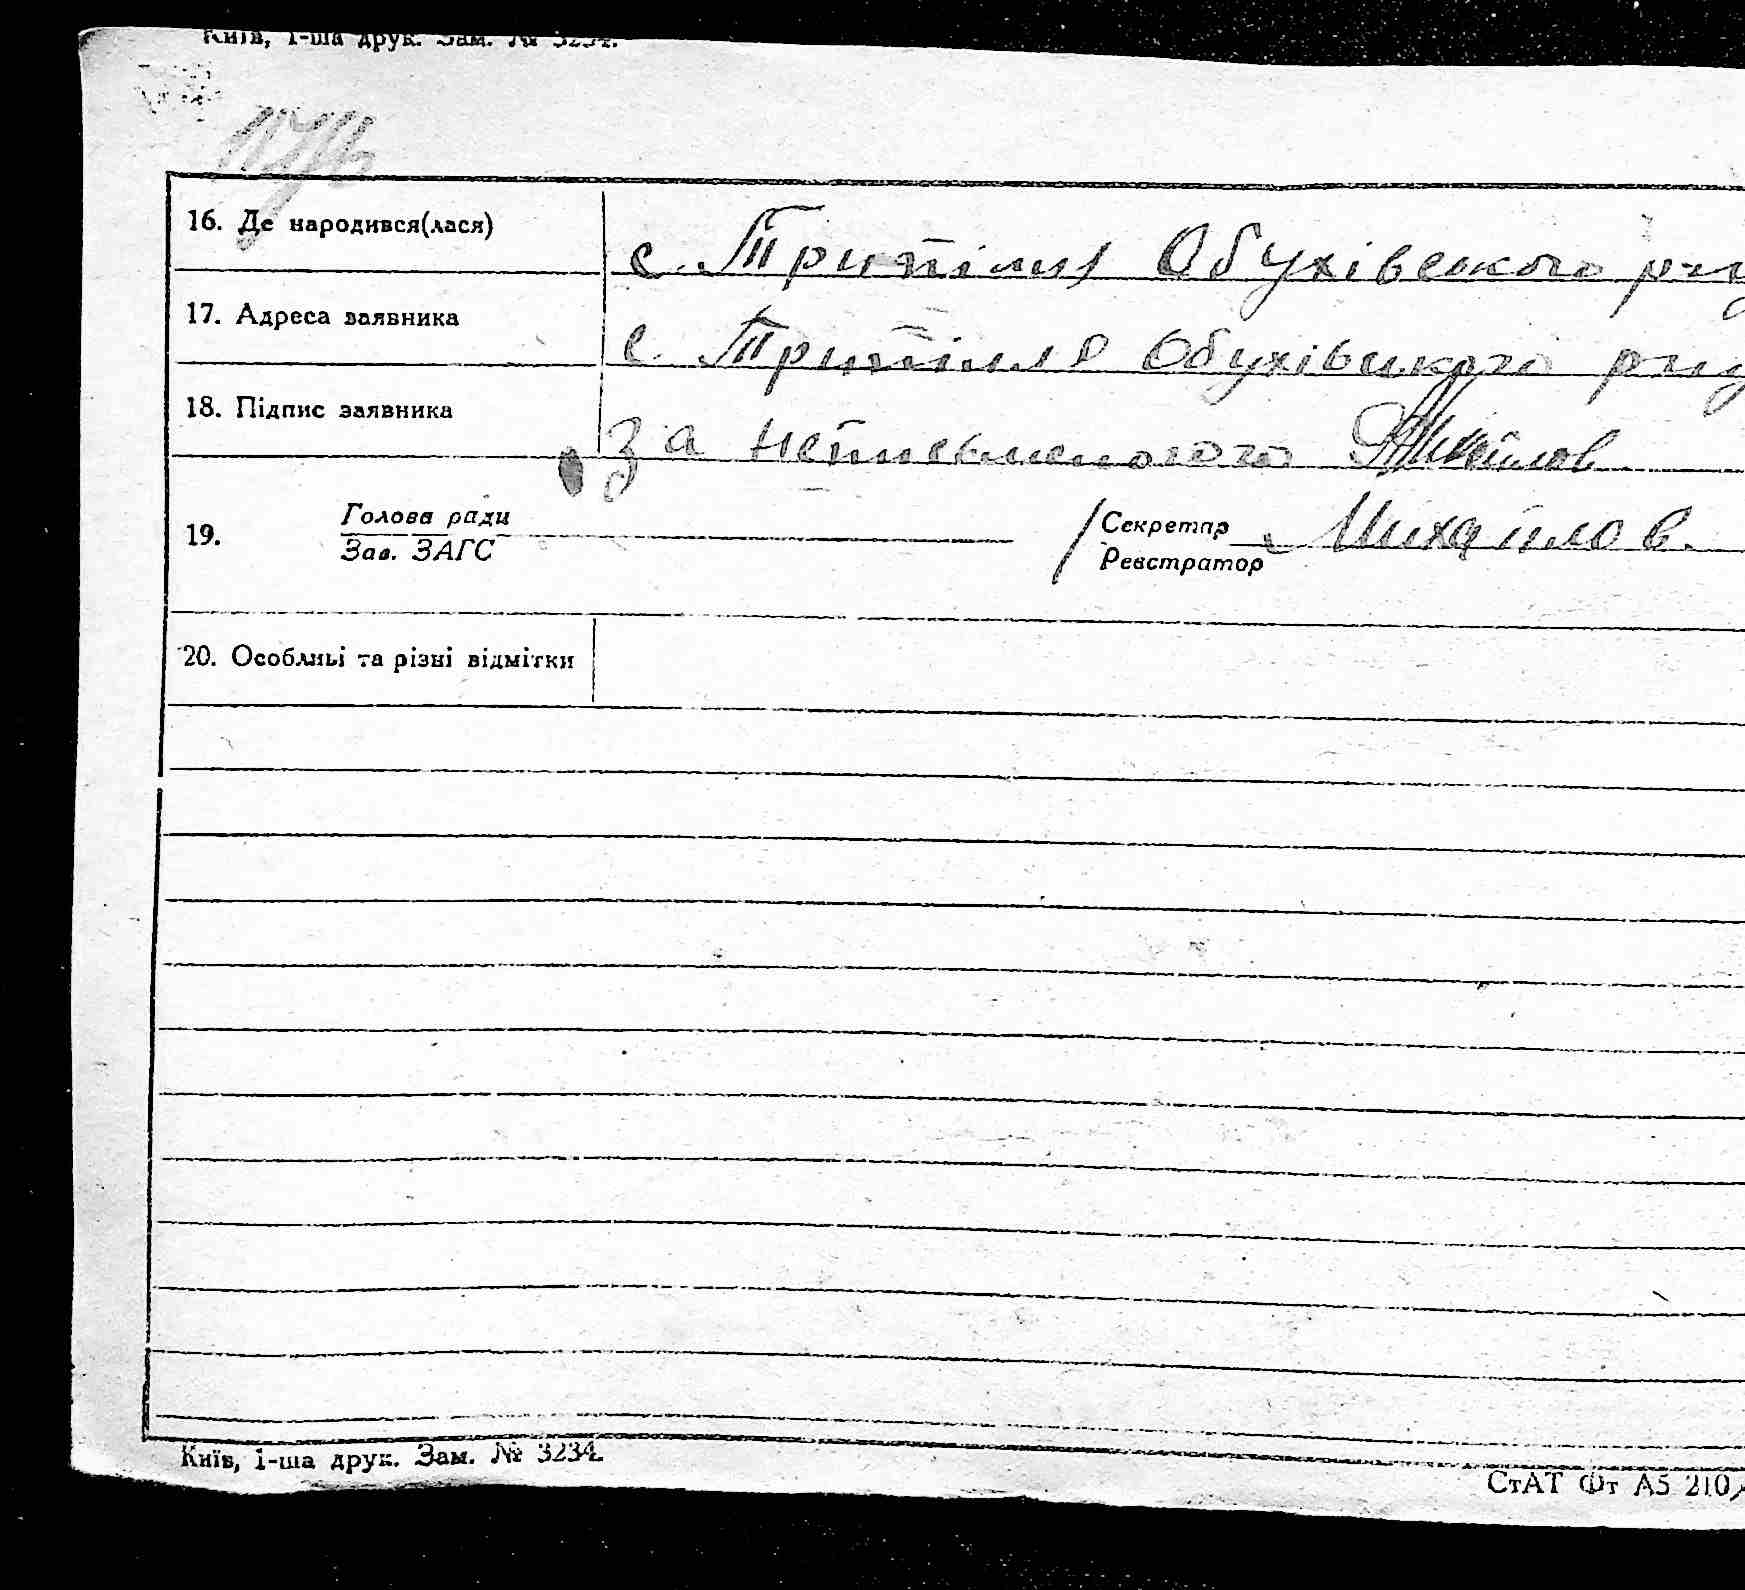 Київ, 1-ша друк. Зам. № 3234.
16. Де народився(лася)
с. Трипілля Обухівського р-ну
17. Адреса заявника
с. Трипілля Обухівського р-ну
18. Підпис заявника
За неписьменого Михайлов
19. Голова ради
Зав. ЗАГС
Секретар Михайлов.
Реєстратор
20. Особливі та різні відмітки
Київ, 1-ша друк. Зам. № 3234.
СтАТ Фт А5 210